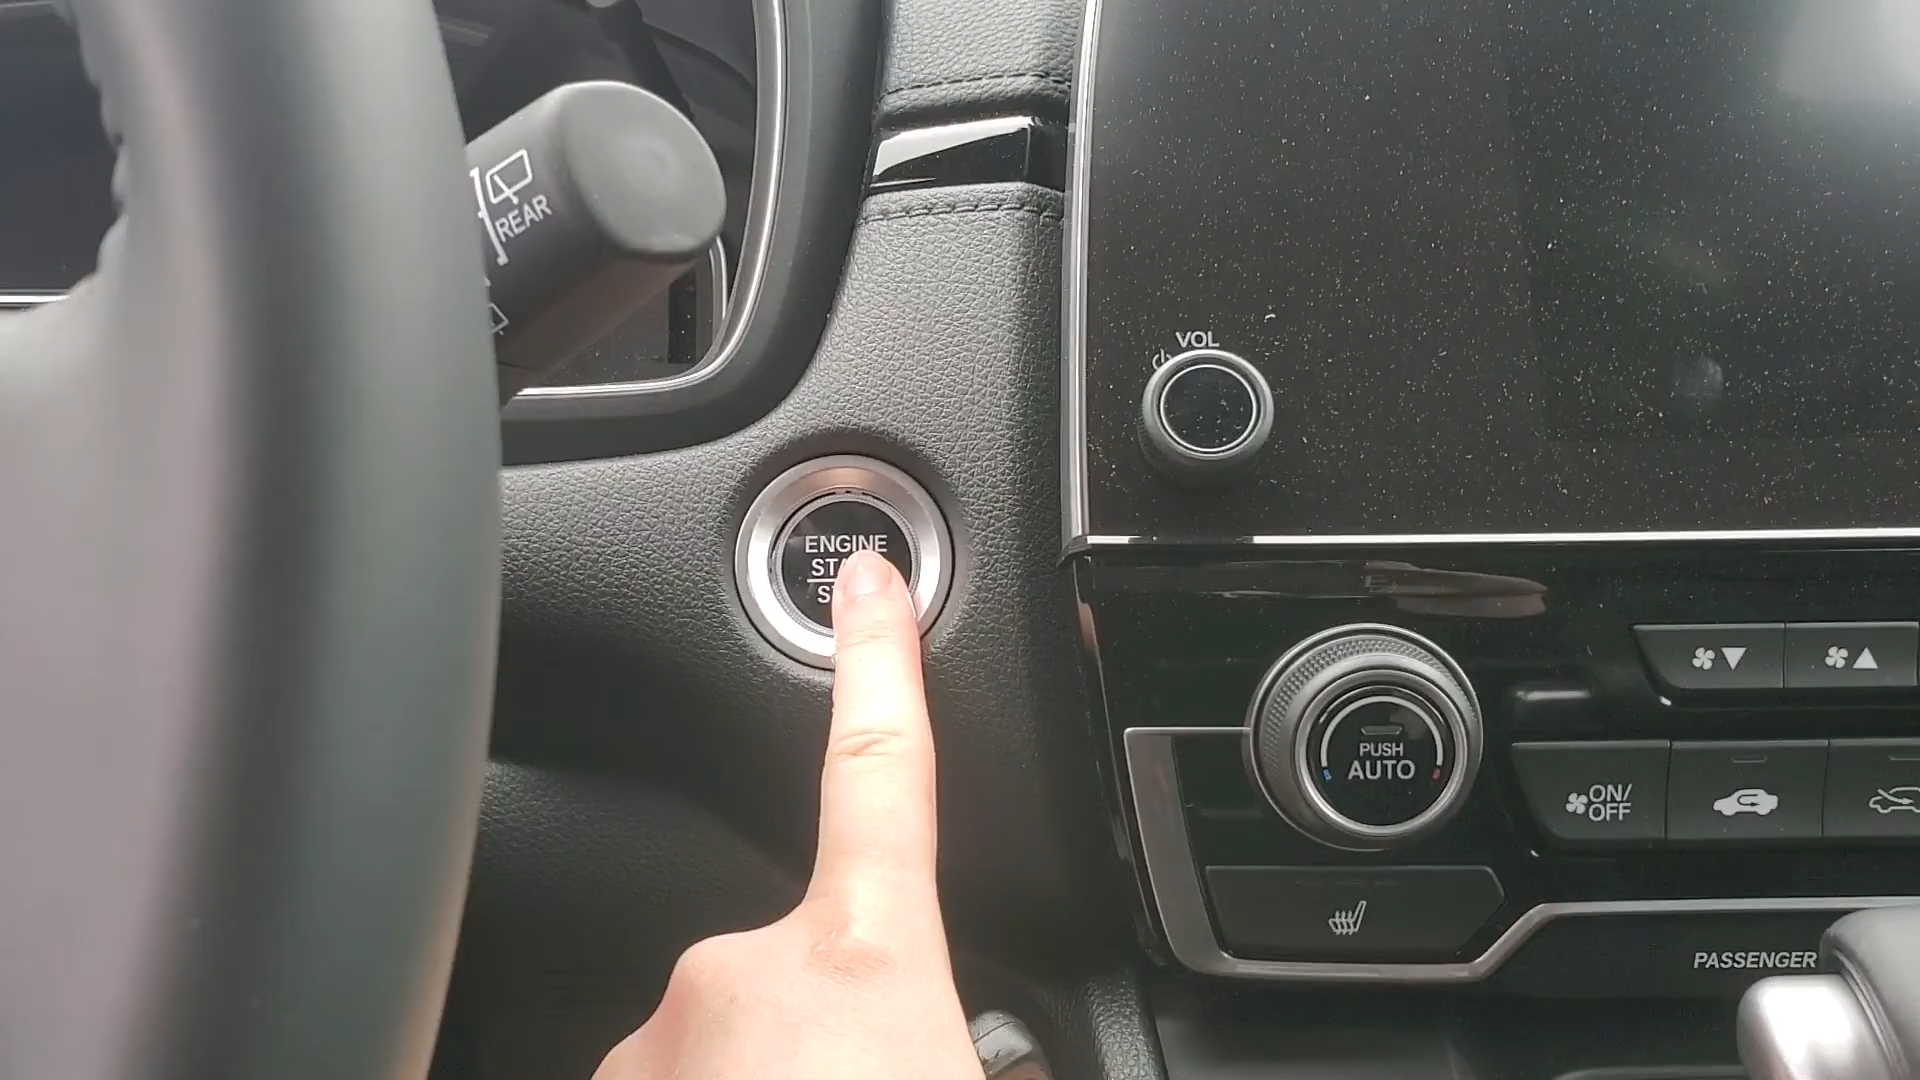 REAR
VOL
ENGINE
PUSH
AUTO
ON/
OFF
PASSENGER